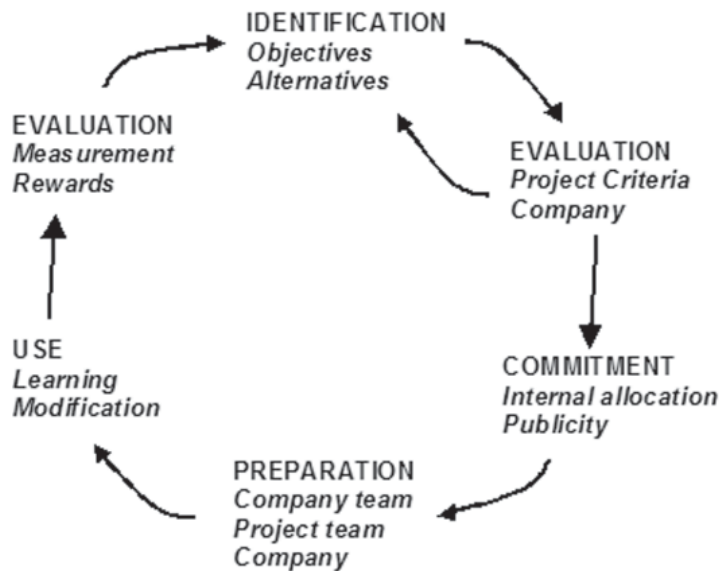 IDENTIFICATION
Objectives
Alternatives
EVALUATION
Project Criteria
Company
COMMITMENT
Internal allocation
Publicity
PREPARATION
Company team
Project team
Company
USE
Learning
Modification
EVALUATION
Measurement
Rewards